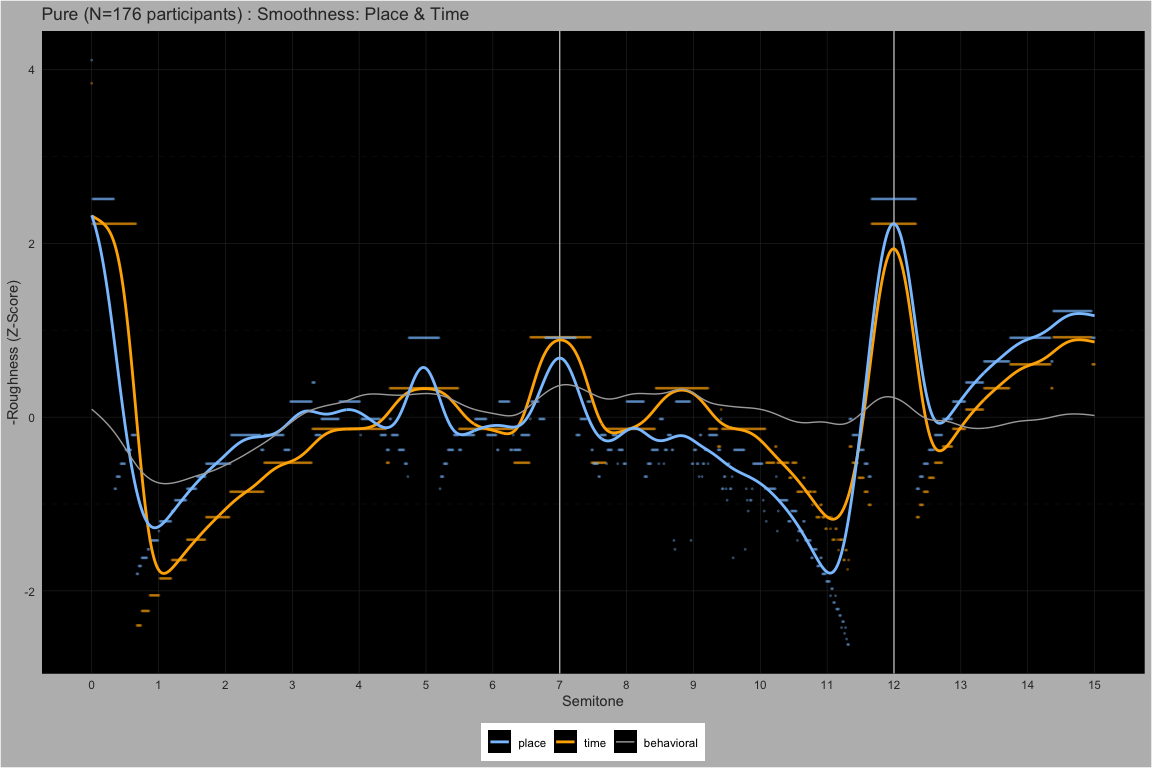 Pure (N=176 participants) : Smoothness: Place & Time
-Roughness (Z-Score)
4
2
0
-2
0 1 2 3 4 5 6 7 8 9 10 11 12 13 14 15
Semitone
place time behavioral